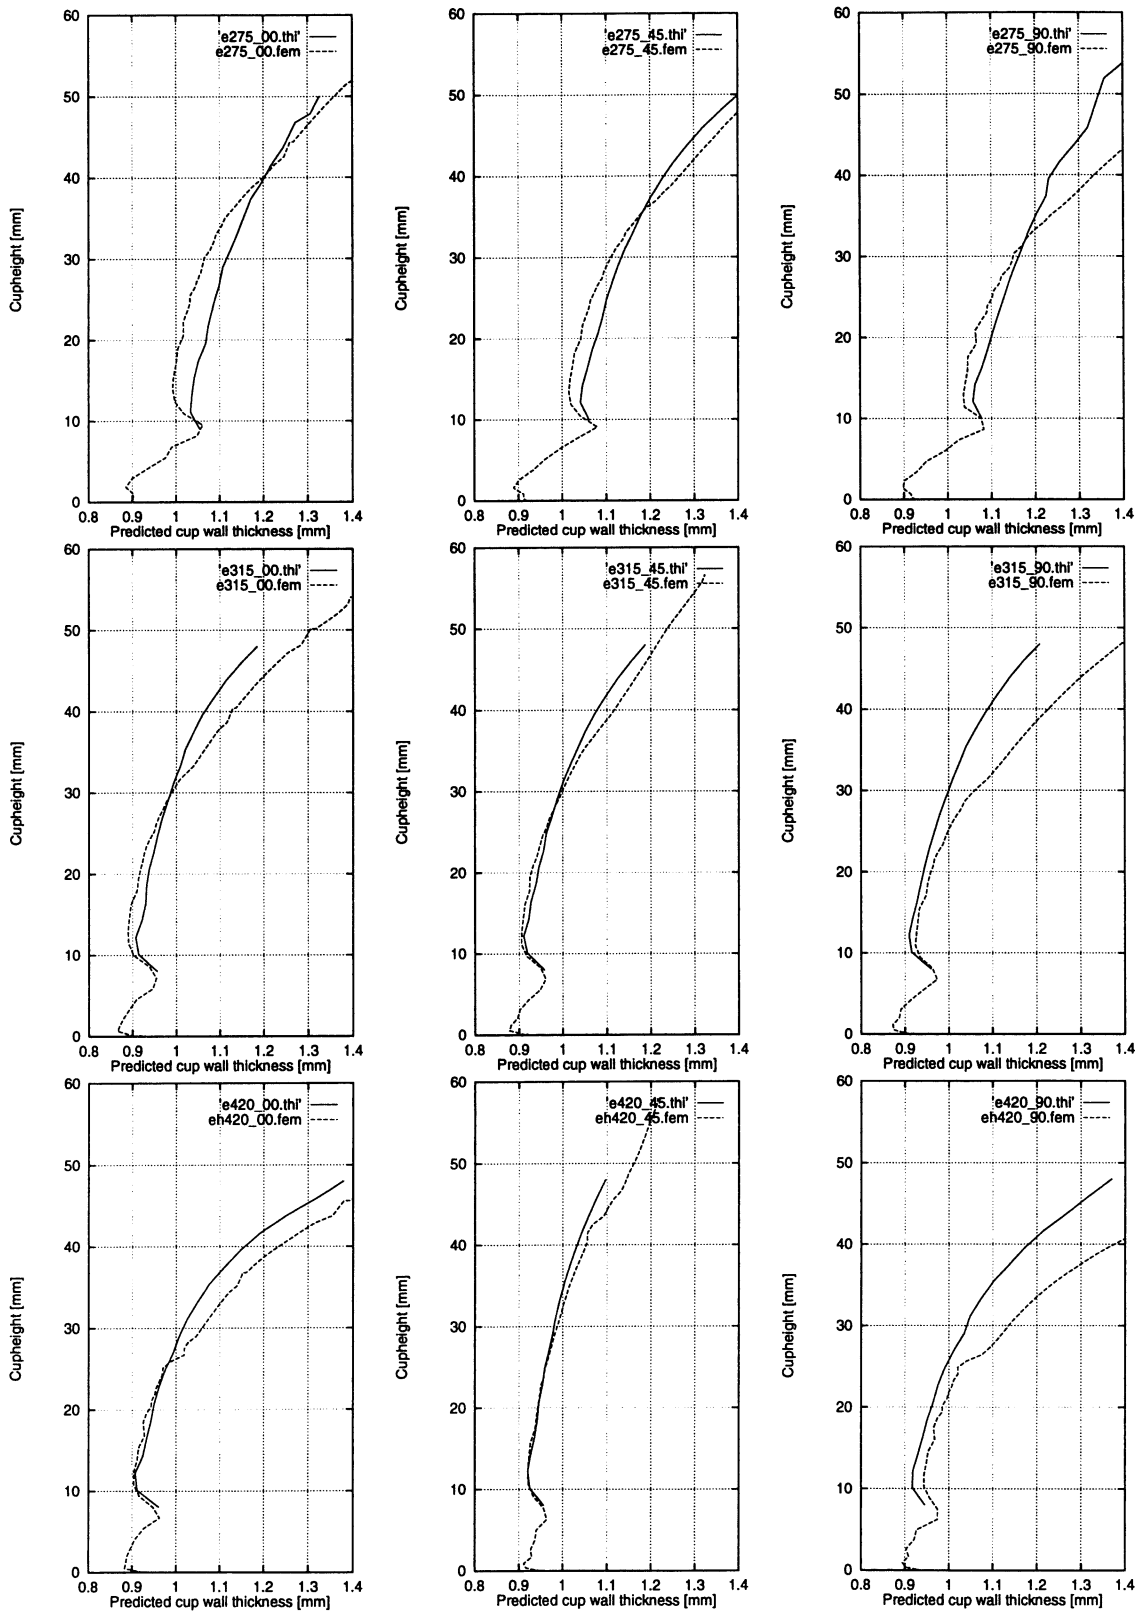 60
50
40
30
20
10
0
Cupheight [mm]
'e275_00.thi'
e275_00.fem
0.8 0.9 1 1.1 1.2 1.3 1.4
Predicted cup wall thickness [mm]
60
50
40
30
20
10
0
Cupheight [mm]
'e275_45.thi'
e275_45.fem
0.8 0.9 1 1.1 1.2 1.3 1.4
Predicted cup wall thickness [mm]
60
50
40
30
20
10
0
Cupheight [mm]
'e275_90.thi'
e275_90.fem
0.8 0.9 1 1.1 1.2 1.3 1.4
Predicted cup wall thickness [mm]
60
50
40
30
20
10
0
Cupheight [mm]
'e315_00.thi'
e315_00.fem
0.8 0.9 1 1.1 1.2 1.3 1.4
Predicted cup wall thickness [mm]
60
50
40
30
20
10
0
Cupheight [mm]
'e315_45.thi'
e315_45.fem
0.8 0.9 1 1.1 1.2 1.3 1.4
Predicted cup wall thickness [mm]
60
50
40
30
20
10
0
Cupheight [mm]
'e315_90.thi'
e315_90.fem
0.8 0.9 1 1.1 1.2 1.3 1.4
Predicted cup wall thickness [mm]
60
50
40
30
20
10
0
Cupheight [mm]
'e420_00.thi'
eh420_00.fem
0.8 0.9 1 1.1 1.2 1.3 1.4
Predicted cup wall thickness [mm]
60
50
40
30
20
10
0
Cupheight [mm]
'e420_45.thi'
eh420_45.fem
0.8 0.9 1 1.1 1.2 1.3 1.4
Predicted cup wall thickness [mm]
60
50
40
30
20
10
0
Cupheight [mm]
'e420_90.thi'
eh420_90.fem
0.8 0.9 1 1.1 1.2 1.3 1.4
Predicted cup wall thickness [mm]